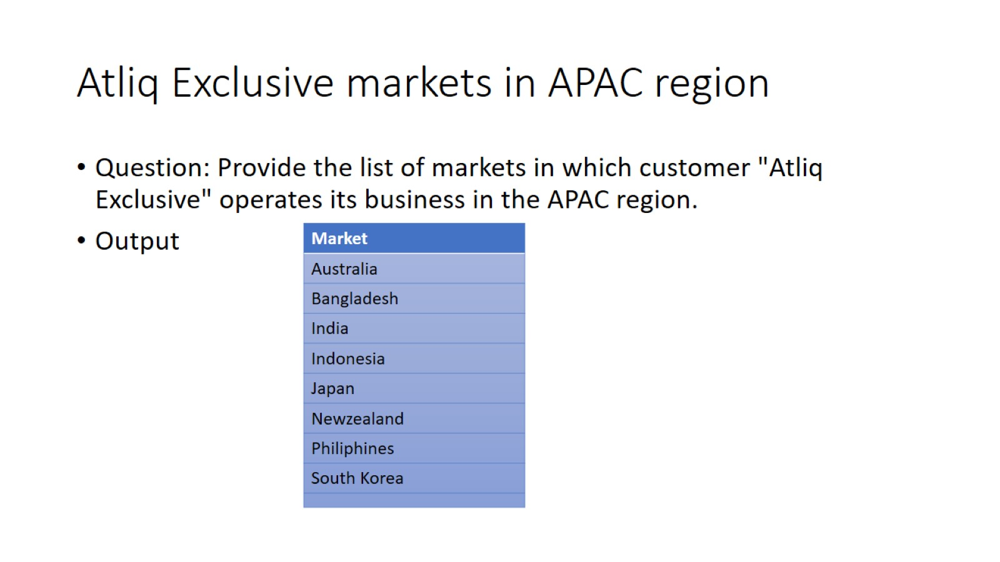 Atliq Exclusive markets in APAC region
• Question: Provide the list of markets in which customer "Atliq
Exclusive" operates its business in the APAC region.
• Output
Market
Australia
Bangladesh
India
Indonesia
Japan
Newzealand
Philiphines
South Korea